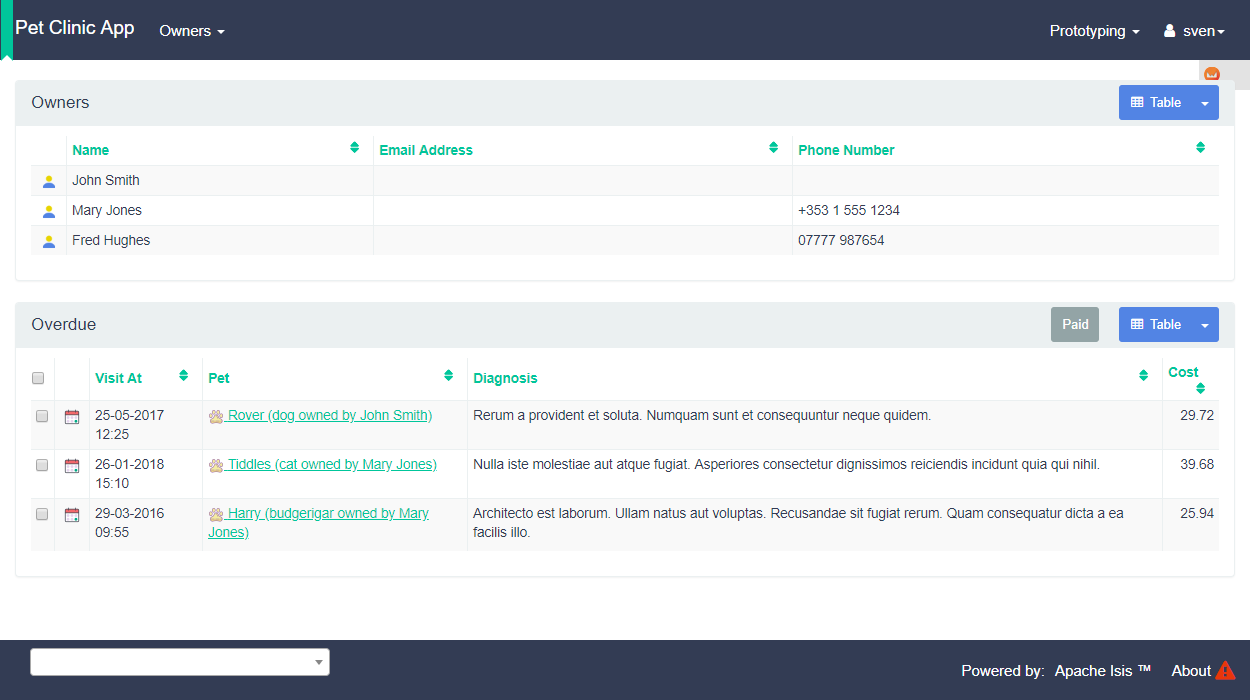 Pet Clinic App Owners Prototyping sven
Owners Table
Name Email Address Phone Number
John Smith
Mary Jones +353 1 555 1234
Fred Hughes 07777 987654
Overdue Paid Table
Visit At Pet Diagnosis Cost
25-05-2017 Rover (dog owned by John Smith) Rerum a provident et soluta. Numquam sunt et consequuntur neque quidem. 29.72
12:25
26-01-2018 Tiddles (cat owned by Mary Jones) Nulla iste molestiae aut atque fugiat. Asperiores consectetur dignissimos reiciendis incidunt quia qui nihil. 39.68
15:10
29-03-2016 Harry (budgerigar owned by Mary Architecto est laborum. Ullam natus aut voluptas. Recusandae sit fugiat rerum. Quam consequatur dicta a ea 25.94
09:55 Jones) facilis illo.
Powered by: Apache Isis ™ About